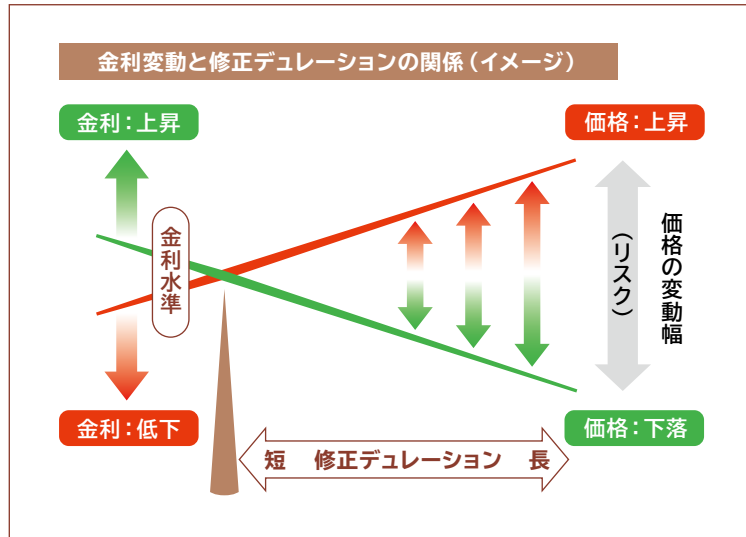 金利変動と修正デュレーションの関係（イメージ）
金利：上昇
価格：上昇
金利水準
（リスク）
価格の変動幅
金利：低下
価格：下落
短 修正デュレーション 長